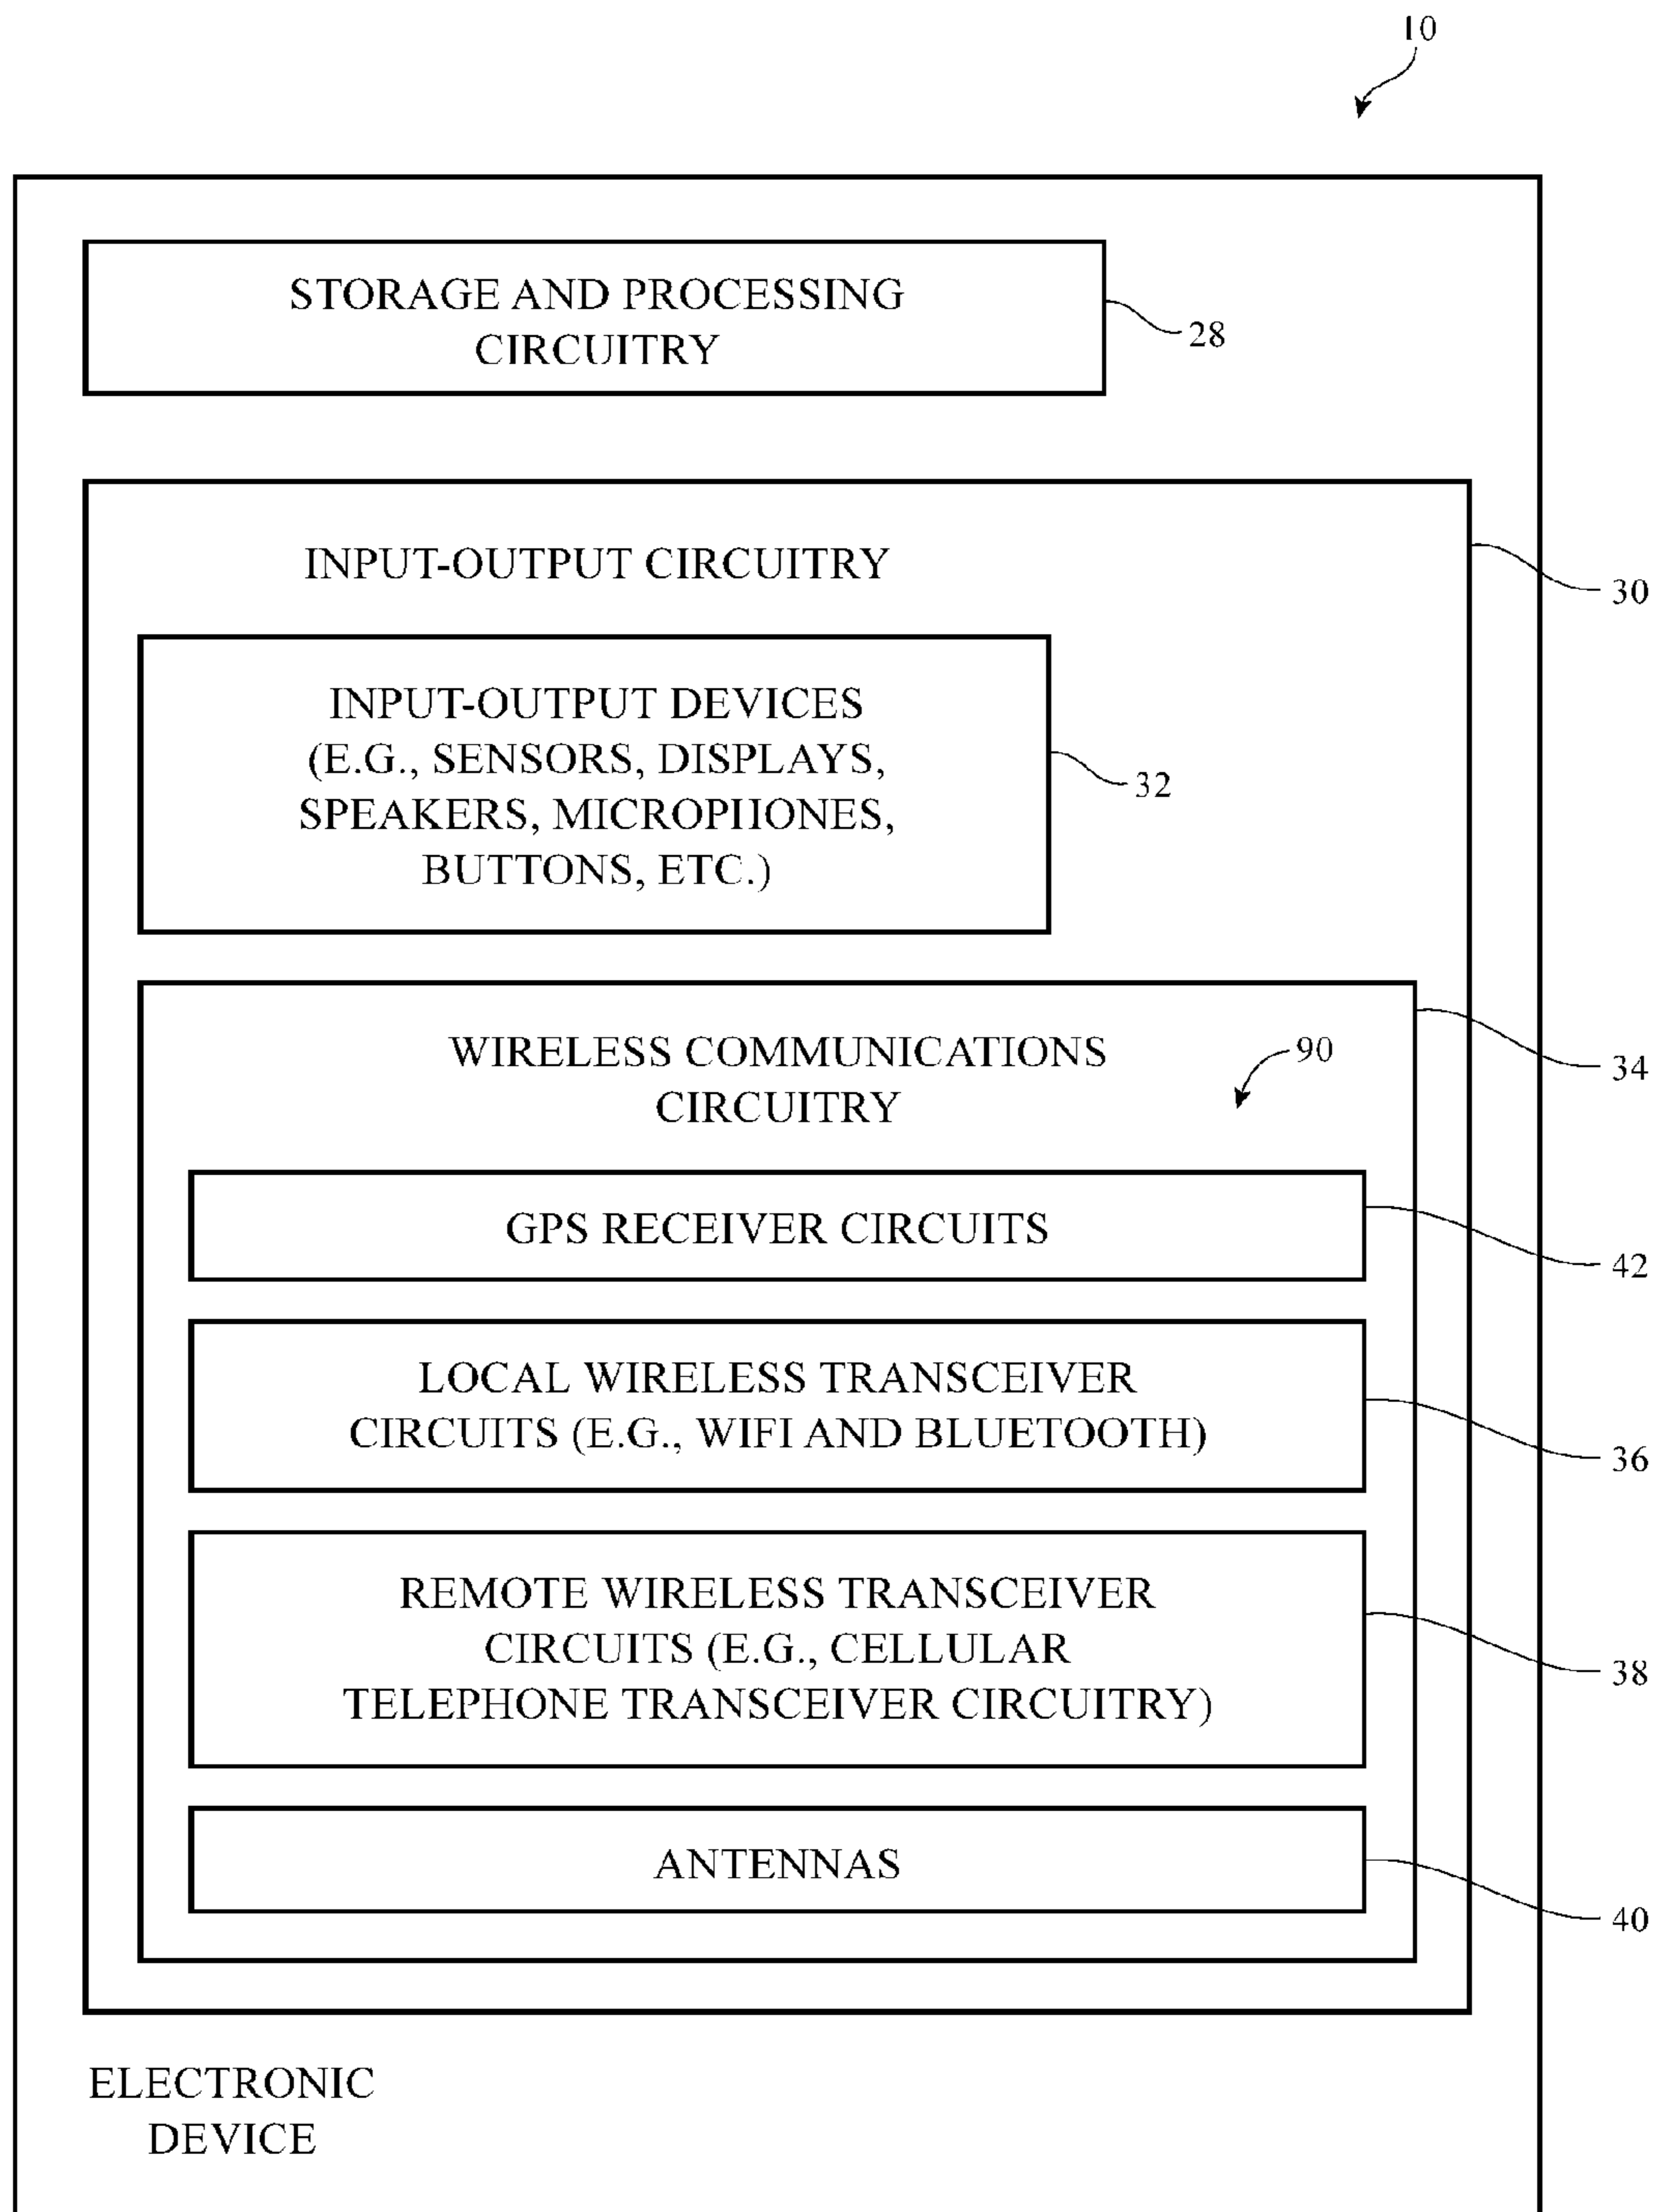 10
STORAGE AND PROCESSING
CIRCUITRY
28
INPUT-OUTPUT CIRCUITRY
30
INPUT-OUTPUT DEVICES
(E.G., SENSORS, DISPLAYS,
SPEAKERS, MICROPHONES,
BUTTONS, ETC.)
32
WIRELESS COMMUNICATIONS
CIRCUITRY
90
34
GPS RECEIVER CIRCUITS
42
LOCAL WIRELESS TRANSCEIVER
CIRCUITS (E.G., WIFI AND BLUETOOTH)
36
REMOTE WIRELESS TRANSCEIVER
CIRCUITS (E.G., CELLULAR
TELEPHONE TRANSCEIVER CIRCUITRY)
38
ANTENNAS
40
ELECTRONIC
DEVICE